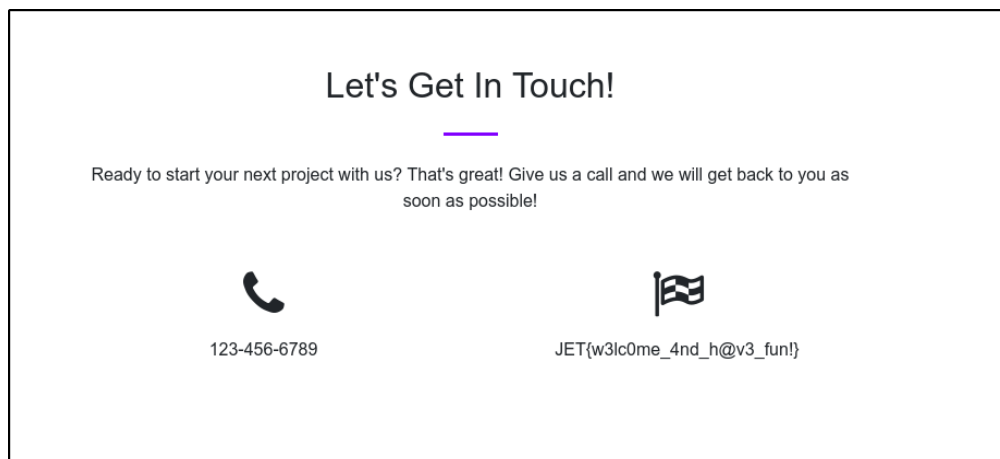 Let's Get In Touch!
Ready to start your next project with us? That's great! Give us a call and we will get back to you as
soon as possible!
123-456-6789
JET{w3lc0me_4nd_h@v3_fun!}